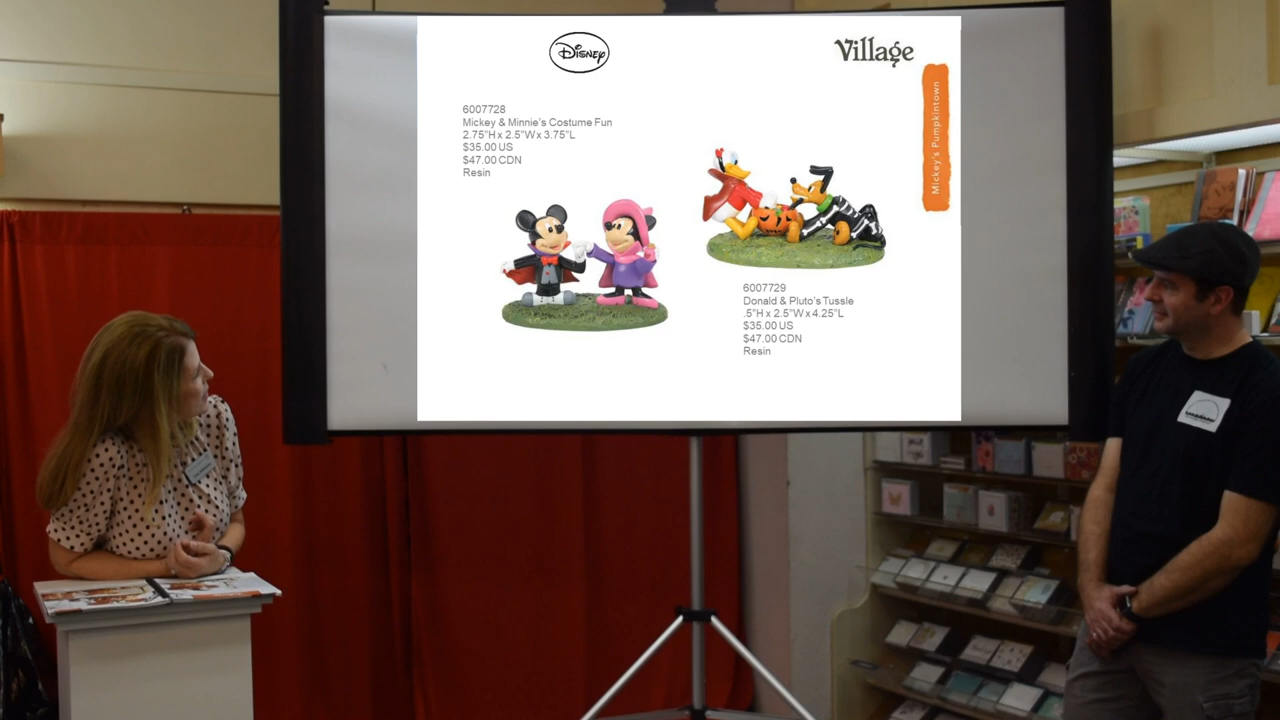 Disney
Village
Mickey's Pumpkintown
6007728
Mickey & Minnie's Costume Fun
2.75"H x 2.5"W x 3.75"L
$35.00 US
$47.00 CDN
Resin
6007729
Donald & Pluto's Tussle
.5"H x 2.5"W x 4.25"L
$35.00 US
$47.00 CDN
Resin